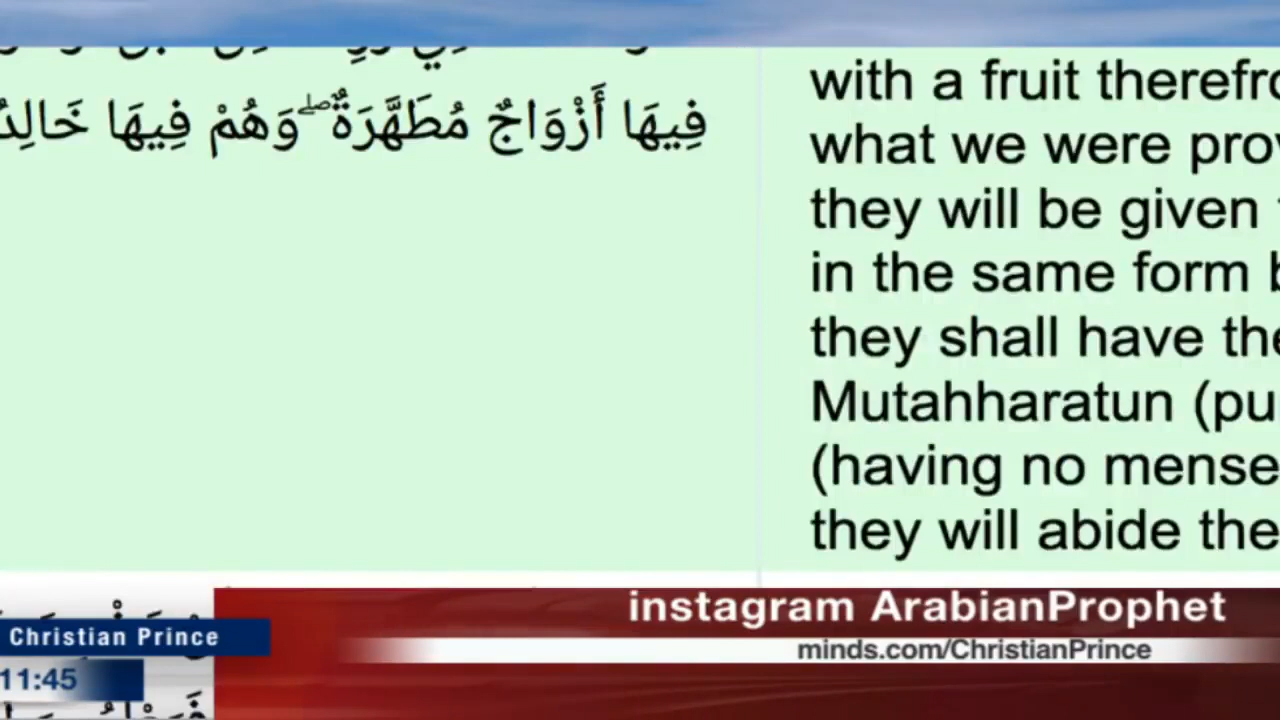 فِيهَا أَزْوَاجٌ مُطَهَّرَةٌ ۖ وَهُمْ فِيهَا
with a fruit therefro
what we were prov
they will be given
in the same form b
they shall have the
Mutahharatun (pu
(having no mense
they will abide the
instagram ArabianProphet
Christian Prince
minds.com/ChristianPrince
11:45